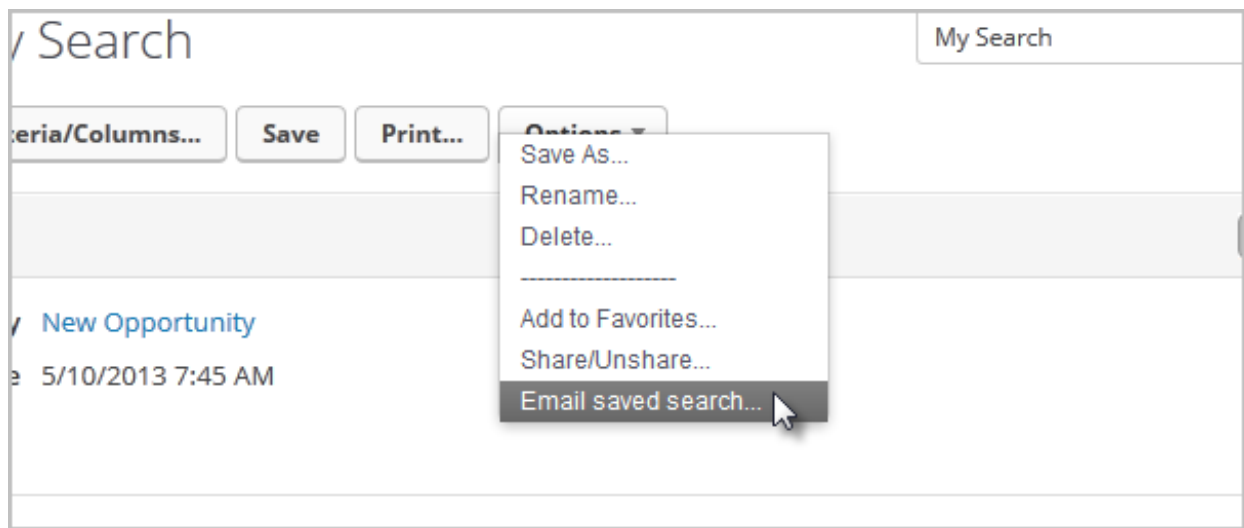 y Search
My Search
teria/Columns...
Save
Print...
Options
Save As...
Rename...
Delete...
-------------------
Add to Favorites...
Share/Unshare...
Email saved search...
y New Opportunity
e 5/10/2013 7:45 AM